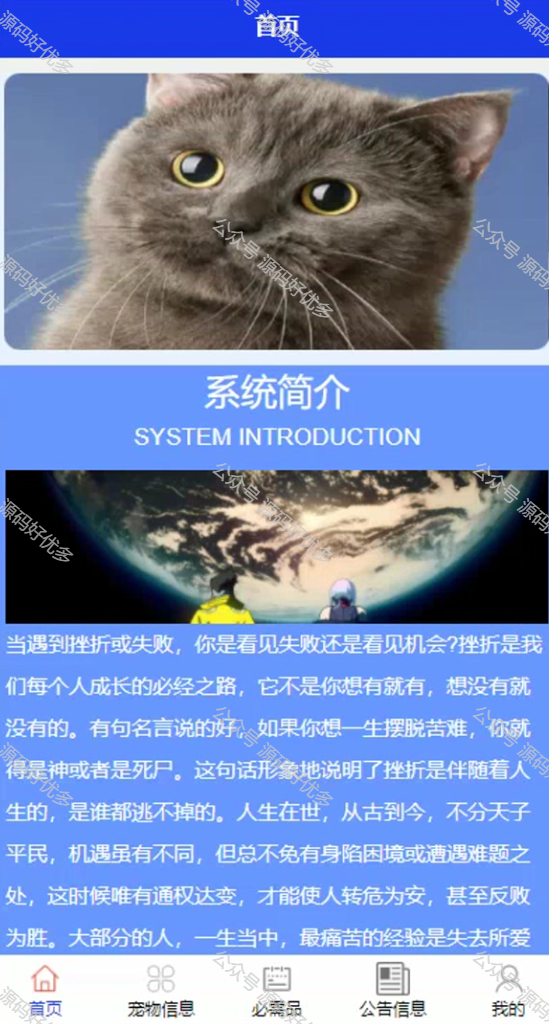 首页
系统简介
SYSTEM INTRODUCTION
当遇到挫折或失败，你是看见失败还是看见机会?挫折是我
们每个人成长的必经之路，它不是你想有就有，想没有就
没有的。有句名言说的好，如果你想一生摆脱苦难，你就
得是神或者是死尸。这句话形象地说明了挫折是伴随着人
生的，是谁都逃不掉的。人生在世，从古到今，不分天子
平民，机遇虽有不同，但总不免有身陷困境或遭遇难题之
处，这时候唯有通权达变，才能使人转危为安，甚至反败
为胜。大部分的人，一生当中，最痛苦的经验是失去所爱
首页 宠物信息 必需品 公告信息 我的
公众号 源码好优多